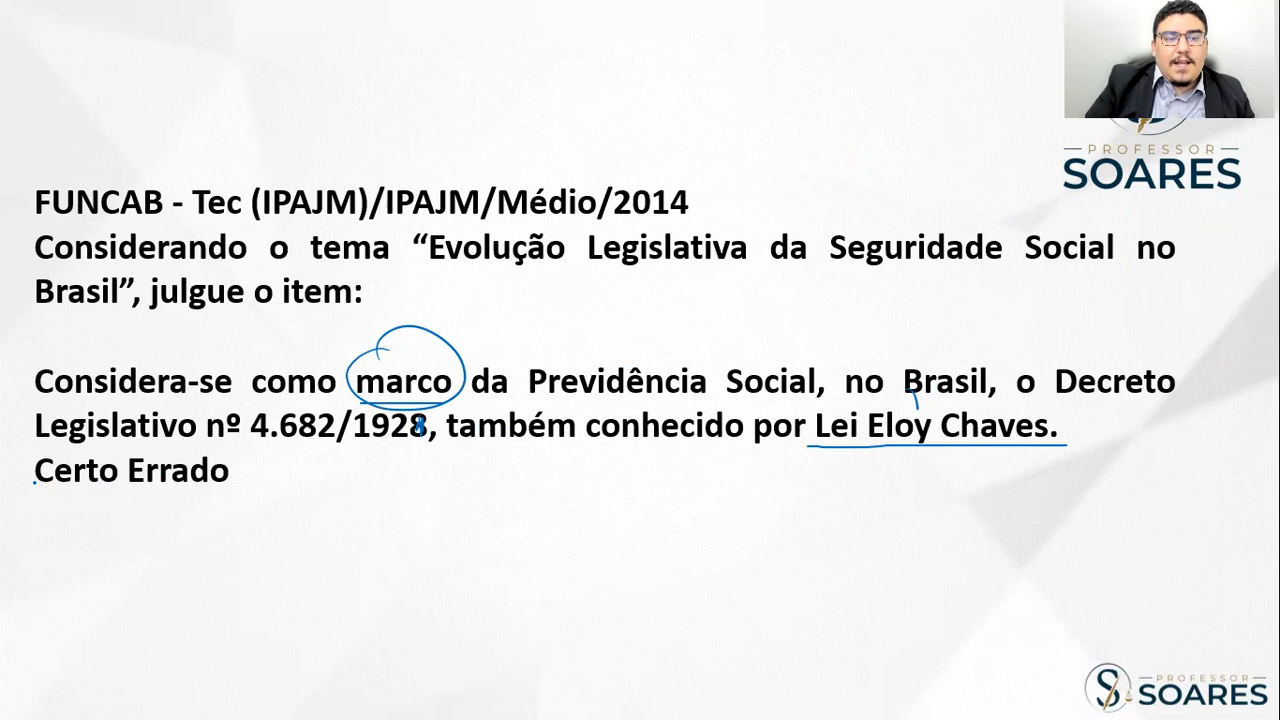 PROFESSOR
SOARES
FUNCAB - Tec (IPAJM)/IPAJM/Médio/2014
Considerando o tema “Evolução Legislativa da Seguridade Social no
Brasil”, julgue o item:
Considera-se como marco da Previdência Social, no Brasil, o Decreto
Legislativo nº 4.682/1923, também conhecido por Lei Eloy Chaves.
Certo Errado
PROFESSOR
SOARES